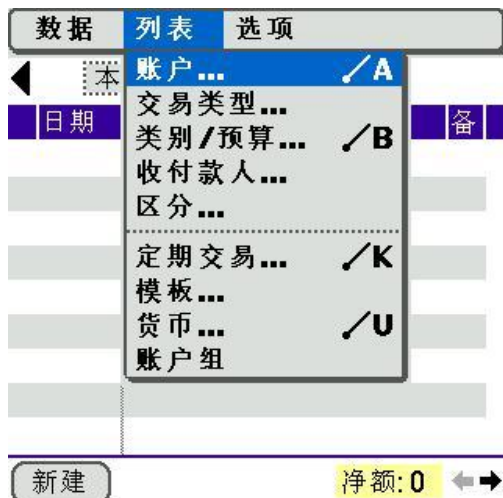 数据 列表 选项
本
账户... ⁄A
日期 备
交易类型...
类别/预算... ⁄B
收付款人...
区分...
定期交易... ⁄K
模板...
货币... ⁄U
账户组
新建 净额:0